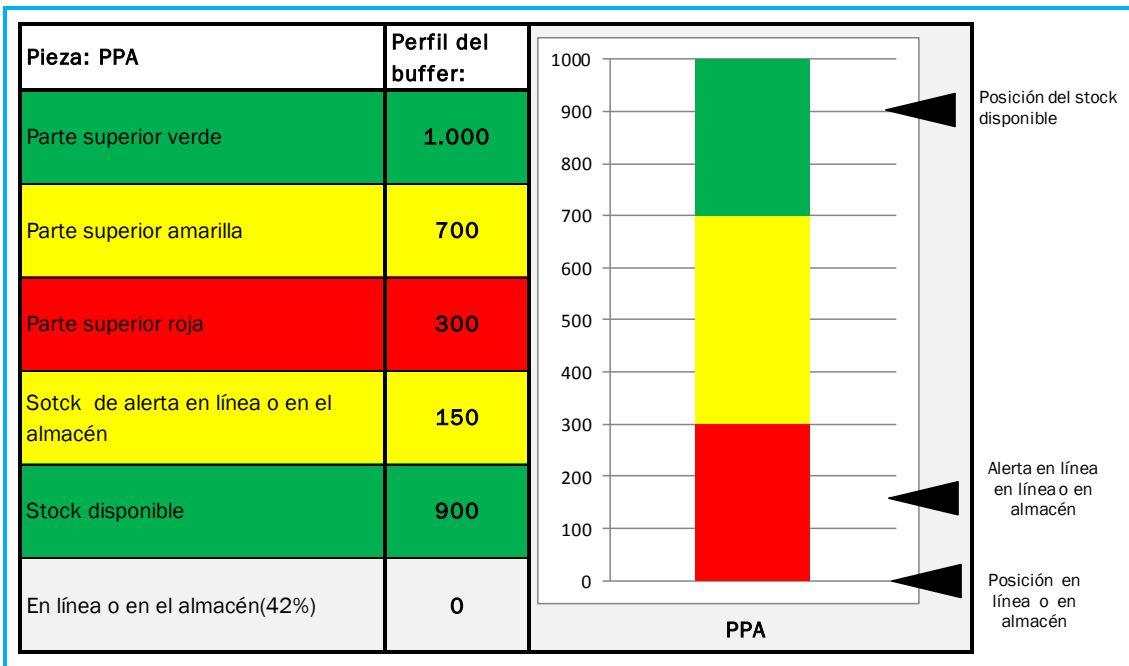 Pieza: PPA
Perfil del
buffer:
Parte superior verde
1.000
Parte superior amarilla
700
Parte superior roja
300
Sotck de alerta en línea o en el
almacén
150
Stock disponible
900
En línea o en el almacén(42%)
0
1000
900
800
700
600
500
400
300
200
100
0
PPA
Posición del stock
disponible
Alerta en línea
en línea o en
almacén
Posición en
línea o en
almacén